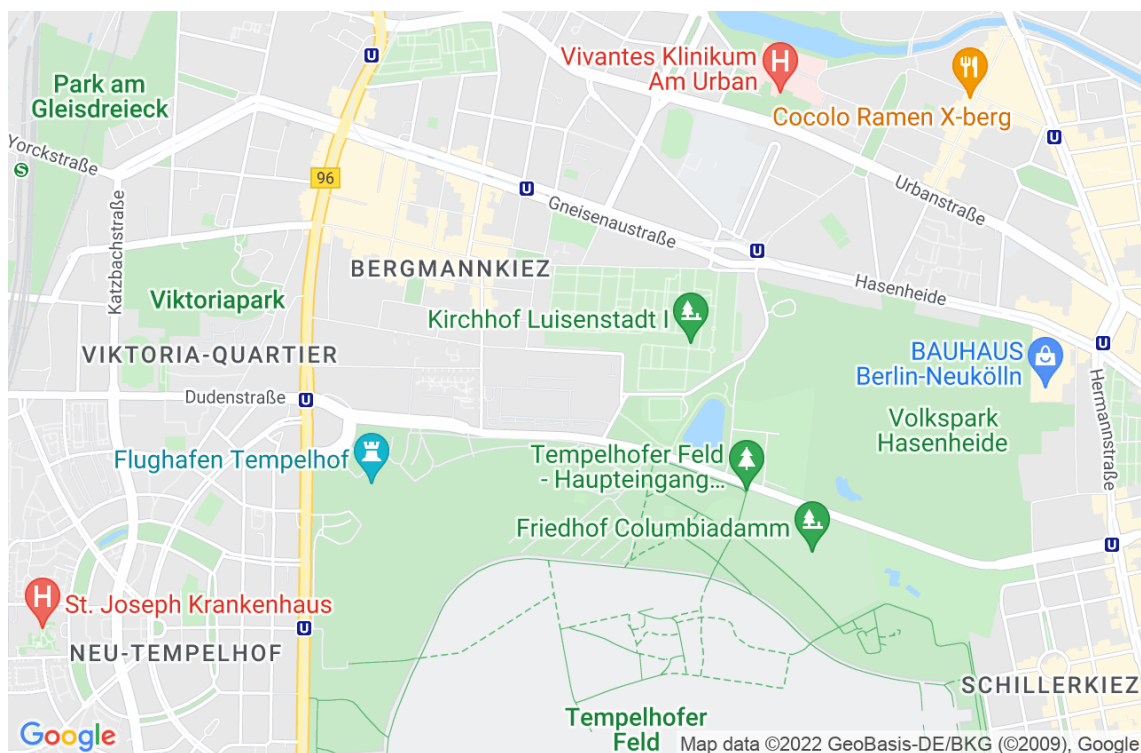 U
Vivantes Klinikum
Am Urban
H
Park am
Gleisdreieck
Cocolo Ramen X-berg
U
Yorckstraße
S
96
U
Katzbachstraße
Urbanstraße
Gneisenaustraße
U
BERGMANNKIEZ
Hasenheide
Viktoriapark
Kirchhof Luisenstadt I
VIKTORIA-QUARTIER
U
BAUHAUS
Berlin-Neukölln
Dudenstraße
U
Hermannstraße
Volkspark
Hasenheide
Flughafen Tempelhof
Tempelhofer Feld
- Haupteingang...
Friedhof Columbiadamm
U
H
St. Joseph Krankenhaus
U
NEU-TEMPELHOF
SCHILLERKIEZ
Tempelhofer
Feld
Google
Map data ©2022 GeoBasis-DE/BKG (©2009), Google